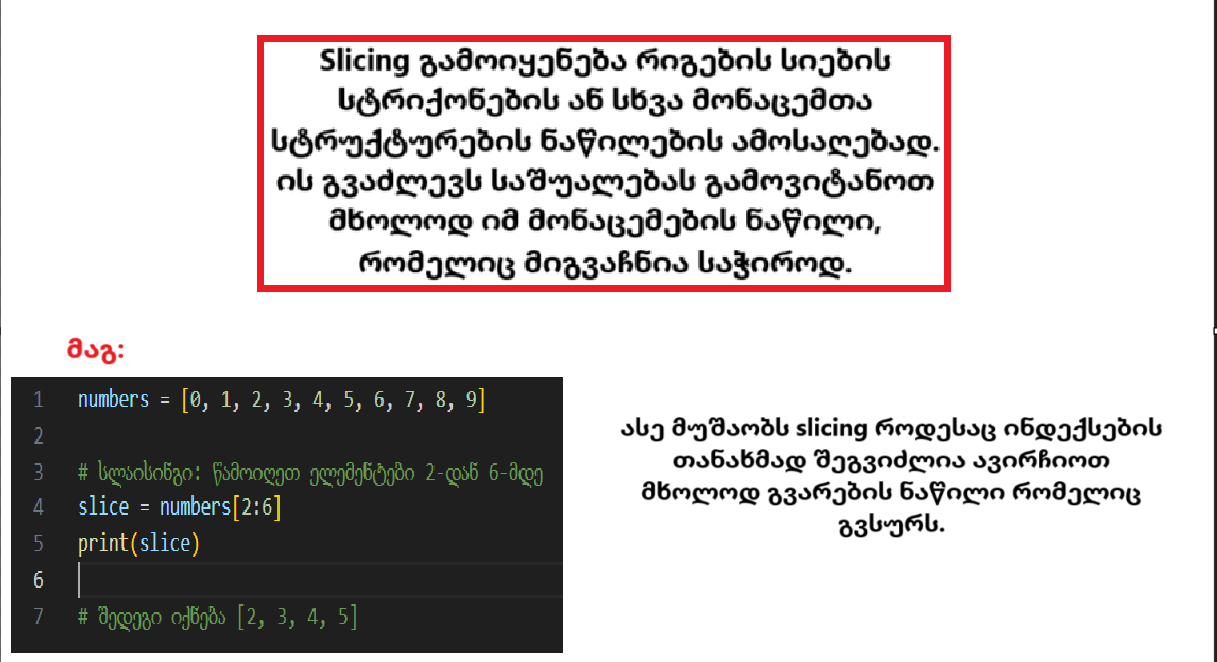 Slicing გამოიყენება რიგების სიების
სტრიქონების ან სხვა მონაცემთა
სტრუქტურების ნაწილების ამოსაღებად.
ის გვაძლევს საშუალებას გამოვიტანოთ
მხოლოდ იმ მონაცემების ნაწილი,
რომელიც მიგვაჩნია საჭიროდ.
მაგ:
1 numbers = [0, 1, 2, 3, 4, 5, 6, 7, 8, 9]
2
3 # სლაისინგი: წამოიღეთ ელემენტები 2-დან 6-მდე
4 slice = numbers[2:6]
5 print(slice)
6
7 # შედეგი იქნება [2, 3, 4, 5]
ასე მუშაობს slicing როდესაც ინდექსების
თანახმად შეგვიძლია ავირჩიოთ
მხოლოდ გვარების ნაწილი რომელიც
გვსურს.